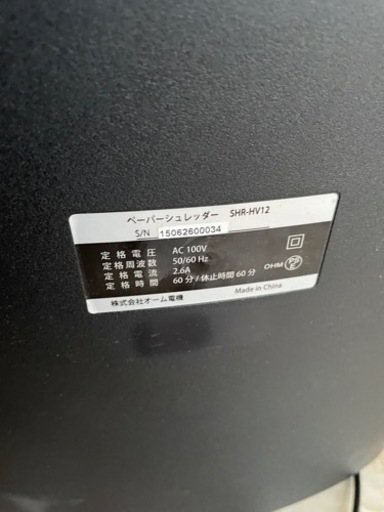 ペーパーシュレッダー SHR-HV12
S/N 15062600034
定格電圧 AC 100V
定格周波数 50/60 Hz
定格電流 2.6A
定格時間 60分/休止時間60分
OHM PSE
株式会社オーム電機 Made in China